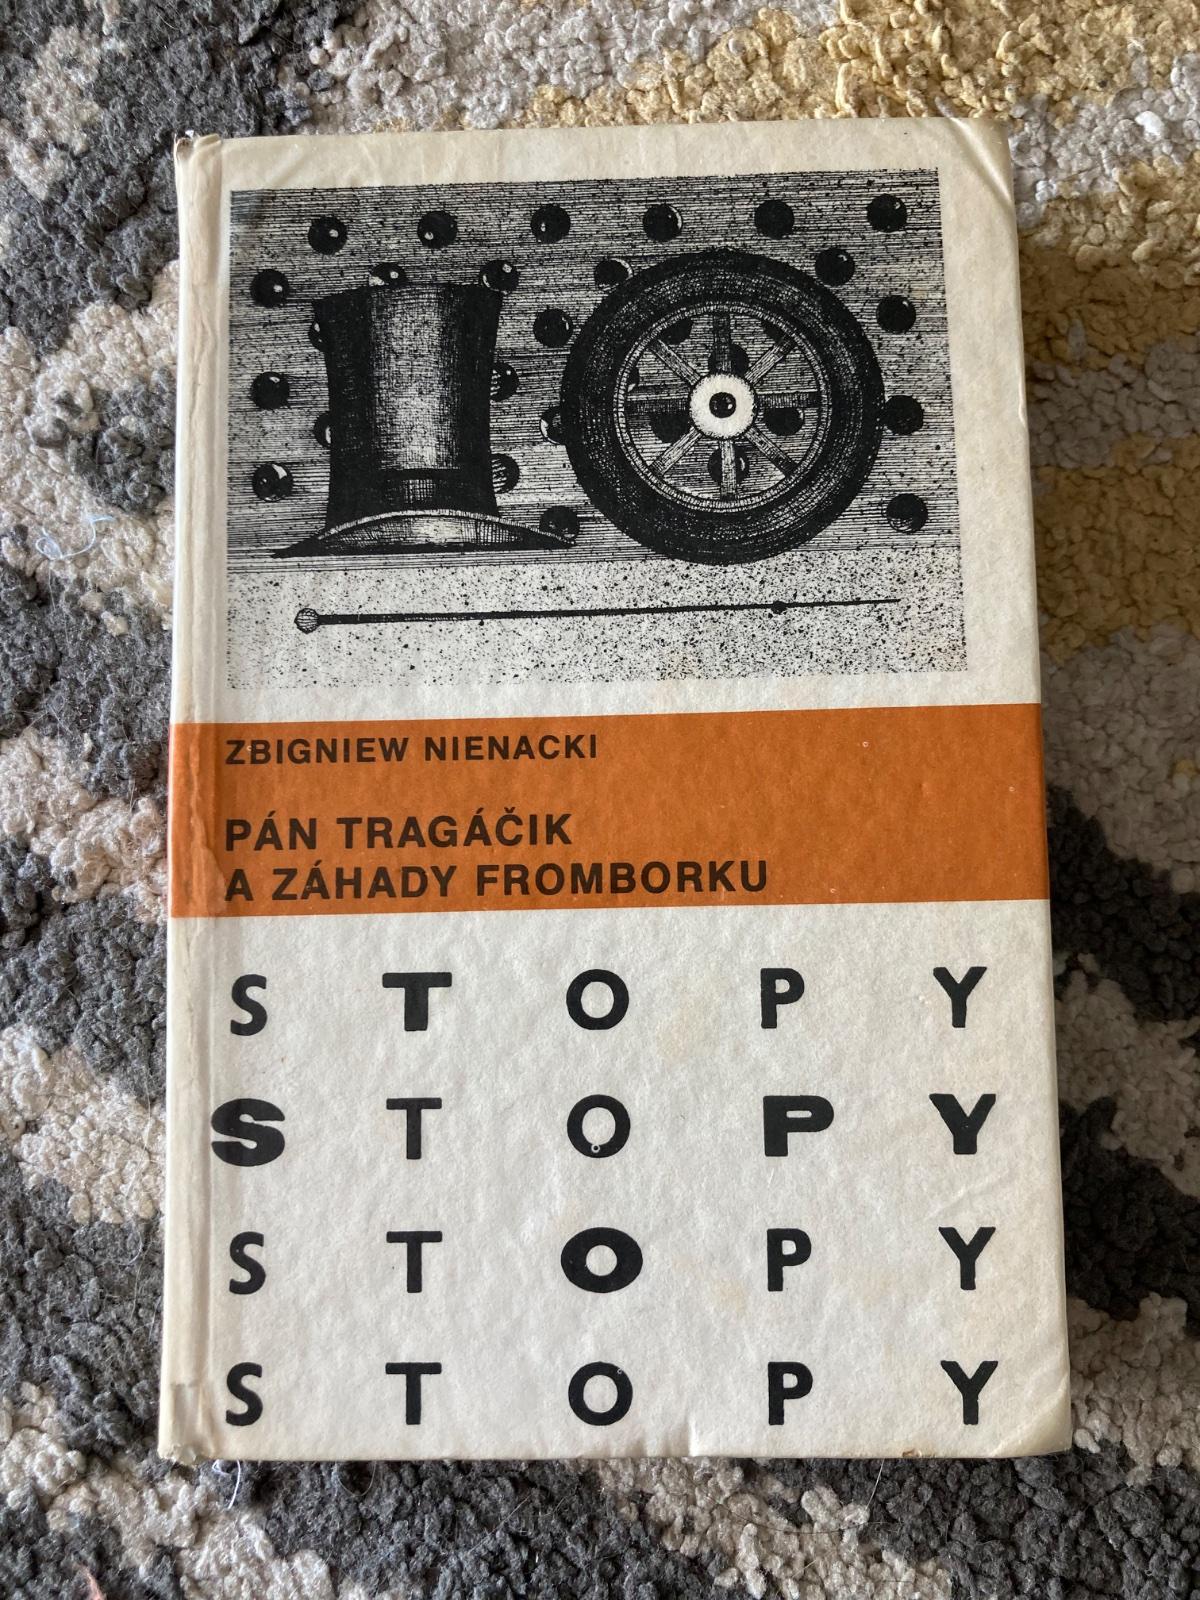 ZBIGNIEW NIENACKI
PÁN TRAGÁČIK
A ZÁHADY FROMBORKU
S T O P Y
S T O P Y
S T O P Y
S T O P Y